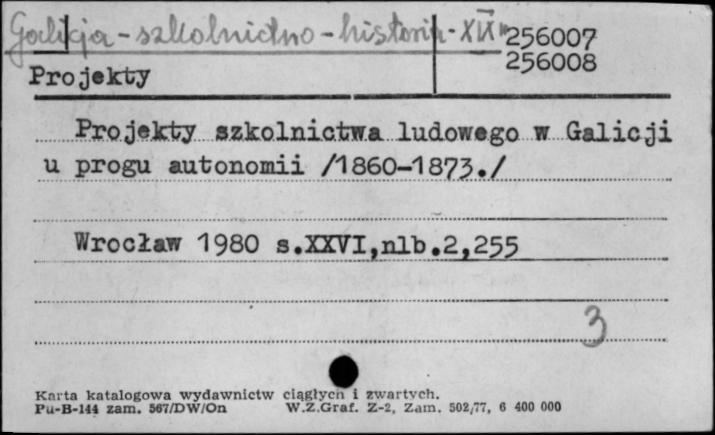 Galicja - szkolnictwo - historia - XIX w
256007
256008
Projekty
Projekty szkolnictwa ludowego w Galicji
u progu autonomii /1860-1873./
Wrocław 1980 s.XXVI,nlb.2,255
3
Karta katalogowa wydawnictw ciągłych i zwartych.
Pu-B-144 zam. 567/DW/On W.Z.Graf. Z-2, Zam. 502/77, 6 400 000